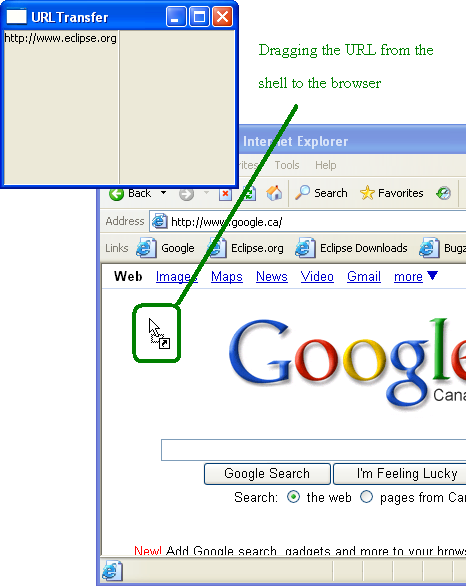 URLTransfer
http://www.eclipse.org
Dragging the URL from the
shell to the browser
Internet Explorer
Tools Help
Back Search Favorites
Address http://www.google.ca/
Links Google Eclipse.org Eclipse Downloads Bugz
Web Images Maps News Video Gmail more
Google
Cana
Google Search I'm Feeling Lucky
Search: the web pages from Can
New! Add Google search, gadgets and more to your brows